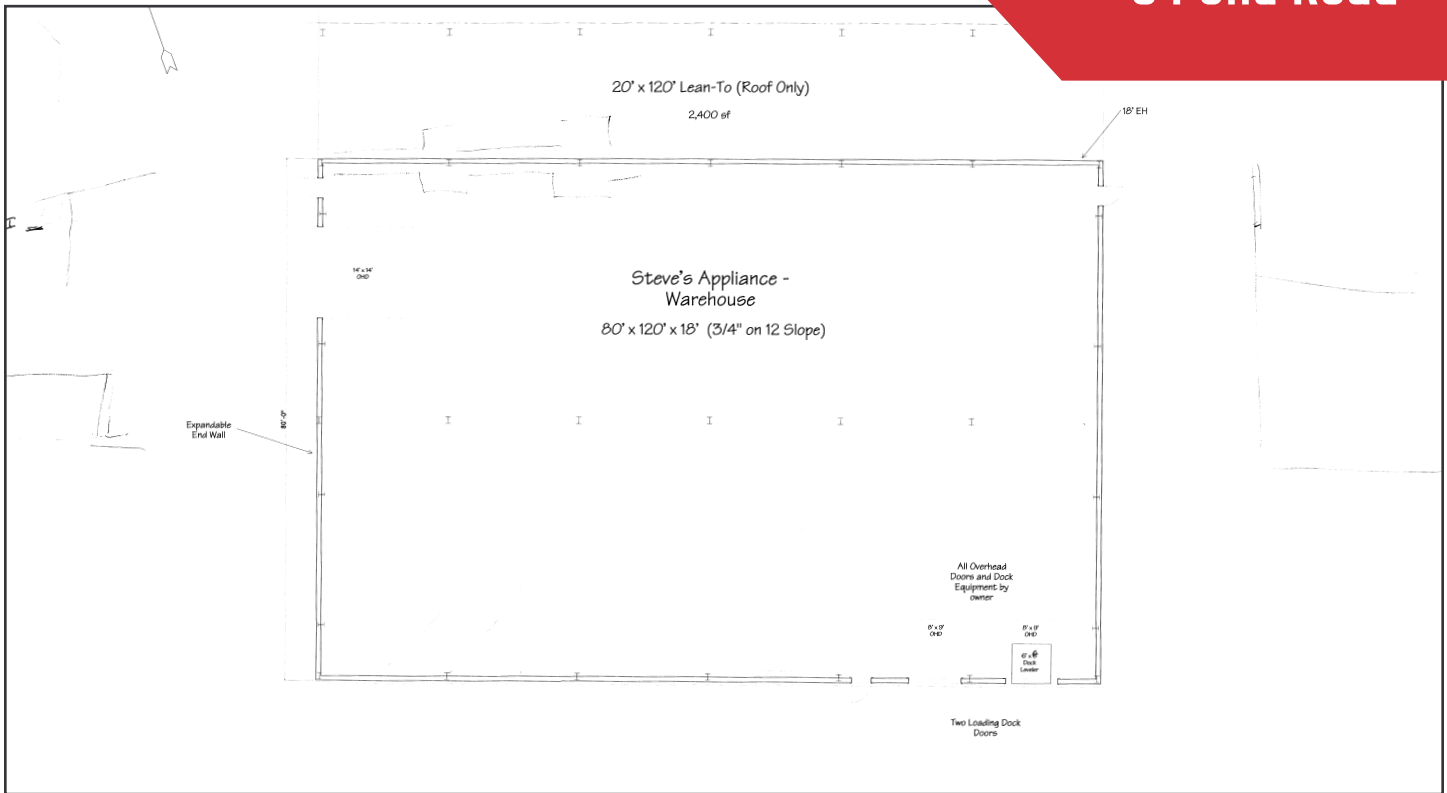 Pond Road
20' x 120' Lean-To (Roof Only)
2,400 sf
18' EH
14' x 14'
OHD
Steve's Appliance -
Warehouse
80' x 120' x 18' (3/4" on 12 Slope)
80'-0"
Expandable
End Wall
All Overhead
Doors and Dock
Equipment by
owner
8' x 9'
OHD
8' x 9'
OHD
Dock
Leveler
Two Loading Dock
Doors